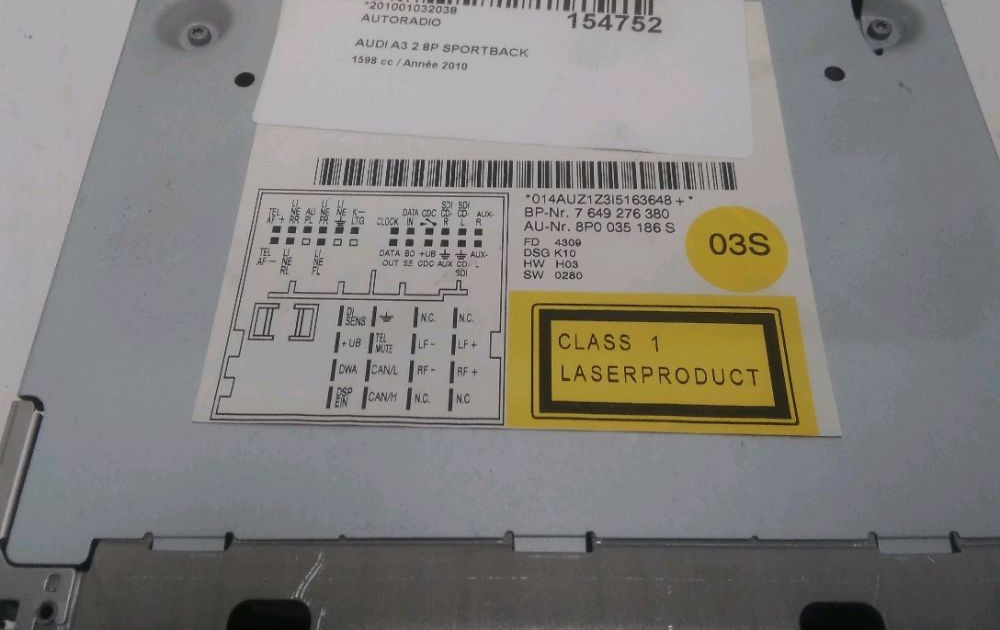 *201001032038
154752
AUTORADIO
AUDI A3 2 8P SPORTBACK
1598 cc / Année 2010
*014AUZ1Z3I5163648+*
BP-Nr. 7 649 276 380
AU-Nr. 8P0 035 186 S
FD 4309
DSG K10
HW H03
SW 0280
03S
CLASS 1
LASERPRODUCT
TEL AF+ LI NE RR AU PL LI NE FR LI NE K- LTG CLOCK DATA IN CDC SDI CD- R SDI CD- L AUX- R
TEL AF- LI NE RL LI NE FL DATA OUT BO SE +UB CDC AUX CD- SDI AUX- L
DI SENS N.C. N.C.
+UB TEL MUTE LF- LF+
DWA CAN/L RF- RF+
DSP EIN CAN/H N.C. N.C